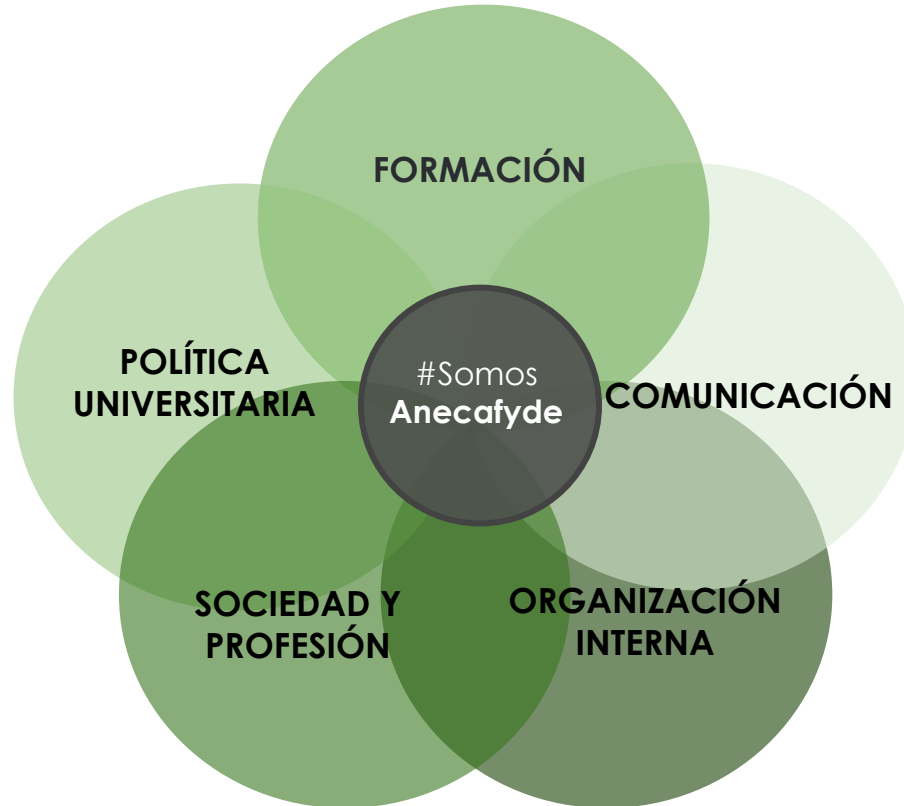 FORMACIÓN
POLÍTICA
UNIVERSITARIA
#Somos
Anecafyde
COMUNICACIÓN
SOCIEDAD Y
PROFESIÓN
ORGANIZACIÓN
INTERNA